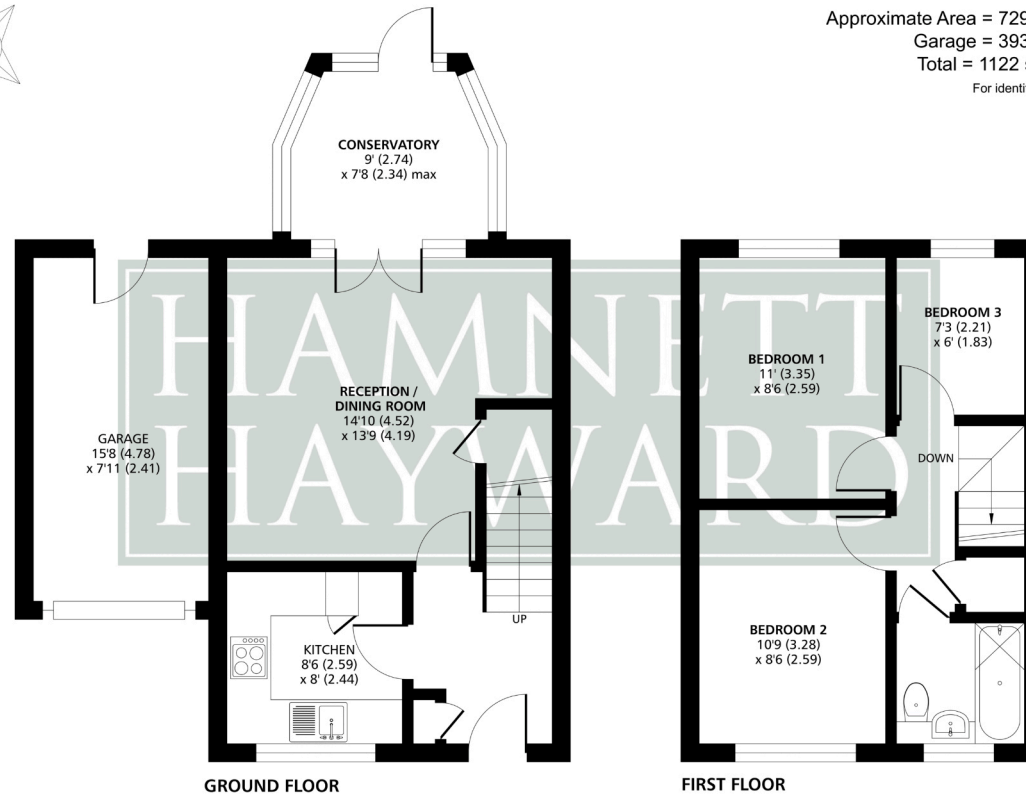 Approximate Area = 729
Garage = 393
Total = 1122
For identi
CONSERVATORY
9' (2.74)
x 7'8 (2.34) max
HAMNETT
HAYWARD
RECEPTION /
DINING ROOM
14'10 (4.52)
x 13'9 (4.19)
GARAGE
15'8 (4.78)
x 7'11 (2.41)
KITCHEN
8'6 (2.59)
x 8' (2.44)
UP
GROUND FLOOR
BEDROOM 1
11' (3.35)
x 8'6 (2.59)
BEDROOM 3
7'3 (2.21)
x 6' (1.83)
DOWN
BEDROOM 2
10'9 (3.28)
x 8'6 (2.59)
FIRST FLOOR